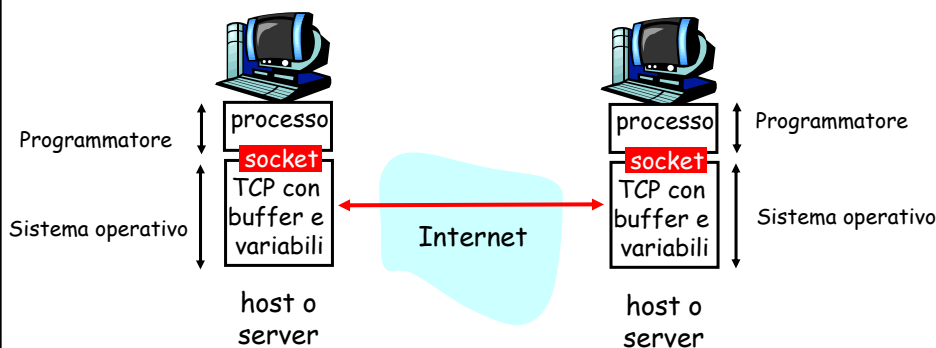 Programmatore
processo
socket
TCP con
buffer e
variabili
Sistema operativo
host o
server
Internet
processo
Programmatore
socket
TCP con
buffer e
variabili
Sistema operativo
host o
server